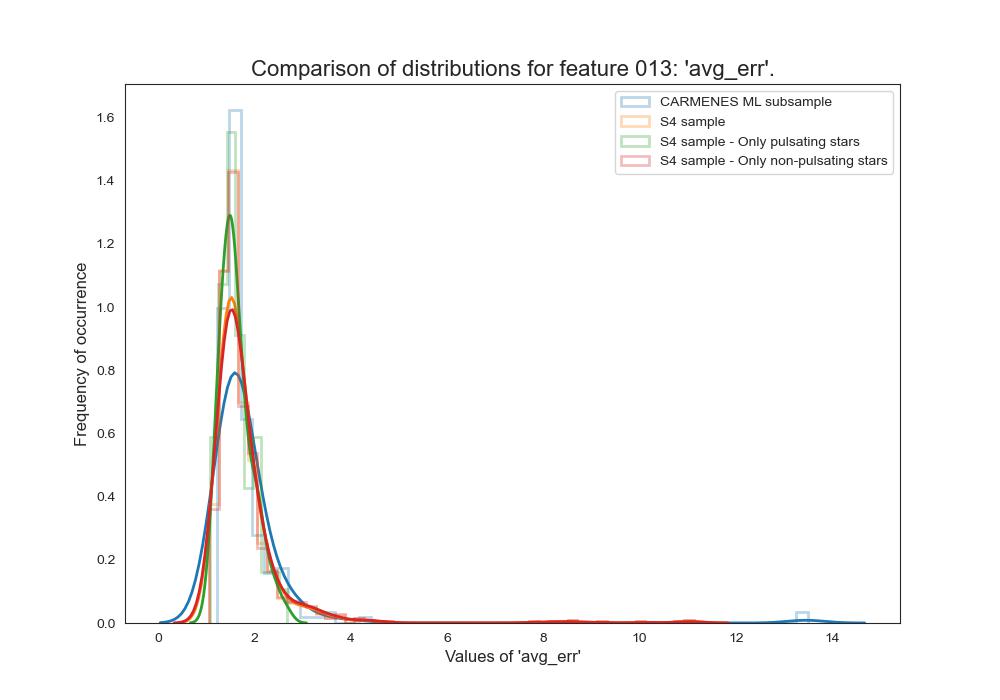 Comparison of distributions for feature 013: 'avg_err'.
CARMENES ML subsample
S4 sample
S4 sample - Only pulsating stars
S4 sample - Only non-pulsating stars
Frequency of occurrence
1.6
1.4
1.2
1.0
0.8
0.6
0.4
0.2
0.0
0 2 4 6 8 10 12 14
Values of 'avg_err'